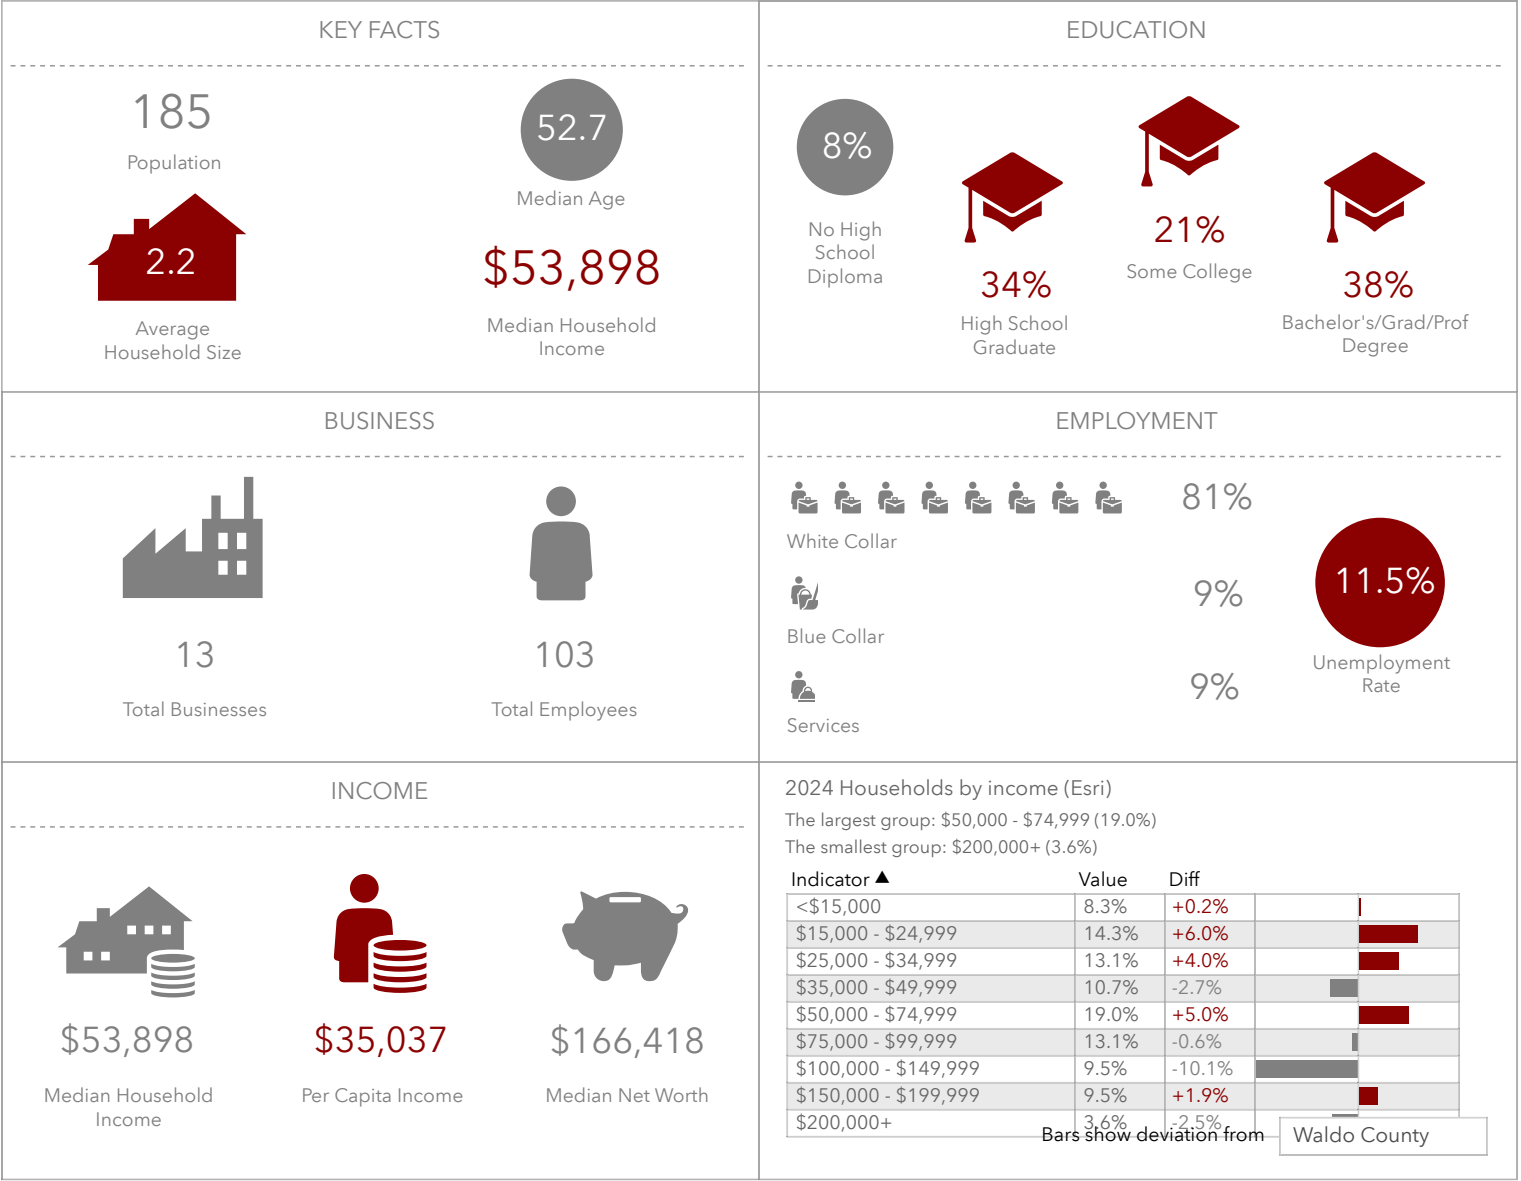 KEY FACTS
185
Population
52.7
Median Age
2.2
Average
Household Size
$53,898
Median Household
Income
EDUCATION
8%
No High
School
Diploma
34%
High School
Graduate
21%
Some College
38%
Bachelor's/Grad/Prof
Degree
BUSINESS
13
Total Businesses
103
Total Employees
EMPLOYMENT
81%
White Collar
9%
Blue Collar
9%
Services
11.5%
Unemployment
Rate
INCOME
$53,898
Median Household
Income
$35,037
Per Capita Income
$166,418
Median Net Worth
2024 Households by income (Esri)
The largest group: $50,000 - $74,999 (19.0%)
The smallest group: $200,000+ (3.6%)
Indicator ▲ Value Diff
<$15,000 8.3% +0.2%
$15,000 - $24,999 14.3% +6.0%
$25,000 - $34,999 13.1% +4.0%
$35,000 - $49,999 10.7% -2.7%
$50,000 - $74,999 19.0% +5.0%
$75,000 - $99,999 13.1% -0.6%
$100,000 - $149,999 9.5% -10.1%
$150,000 - $199,999 9.5% +1.9%
$200,000+ 3.6% -2.5%
Bars show deviation from Waldo County